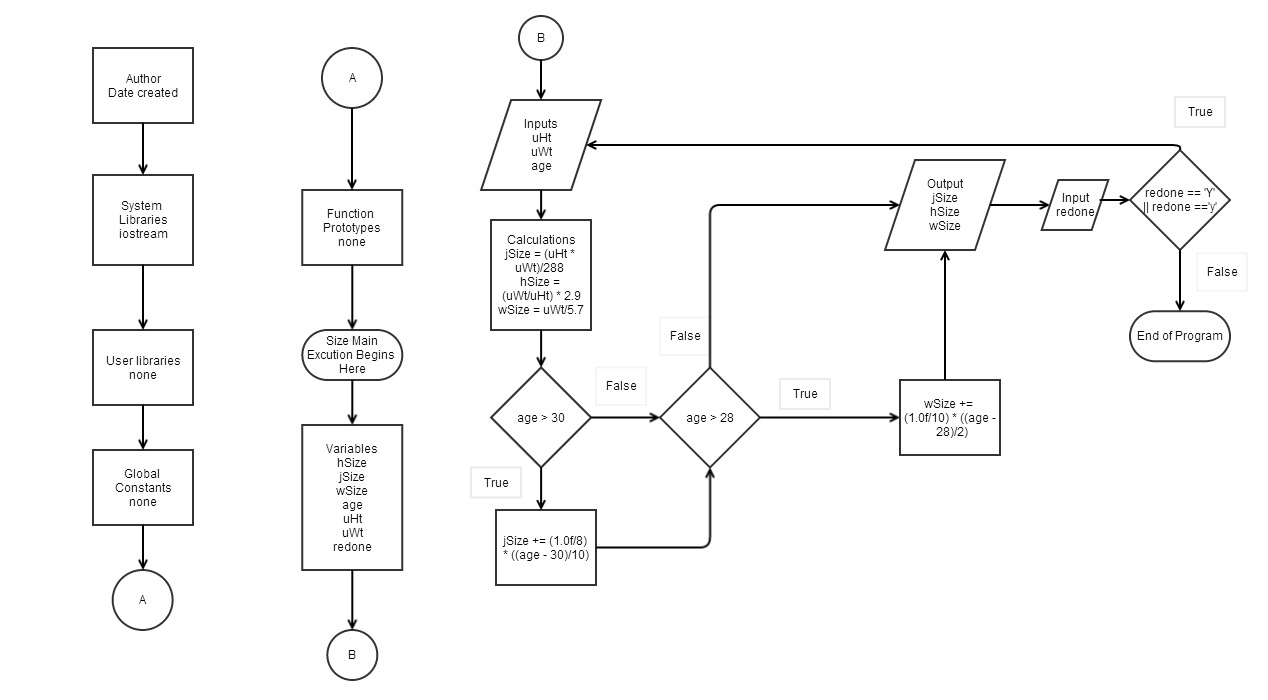 Author
Date created
System
Libraries
iostream
User libraries
none
Global
Constants
none
A
A
Function
Prototypes
none
Size Main
Excution Begins
Here
Variables
hSize
jSize
wSize
age
uHt
uWt
redone
B
B
Inputs
uHt
uWt
age
Calculations
jSize = (uHt *
uWt)/288
hSize =
(uWt/uHt) * 2.9
wSize = uWt/5.7
age > 30
False
True
jSize += (1.0f/8)
* ((age - 30)/10)
age > 28
False
True
wSize +=
(1.0f/10) * ((age -
28)/2)
Output
jSize
hSize
wSize
Input
redone
redone == 'Y'
|| redone =='y'
True
False
End of Program